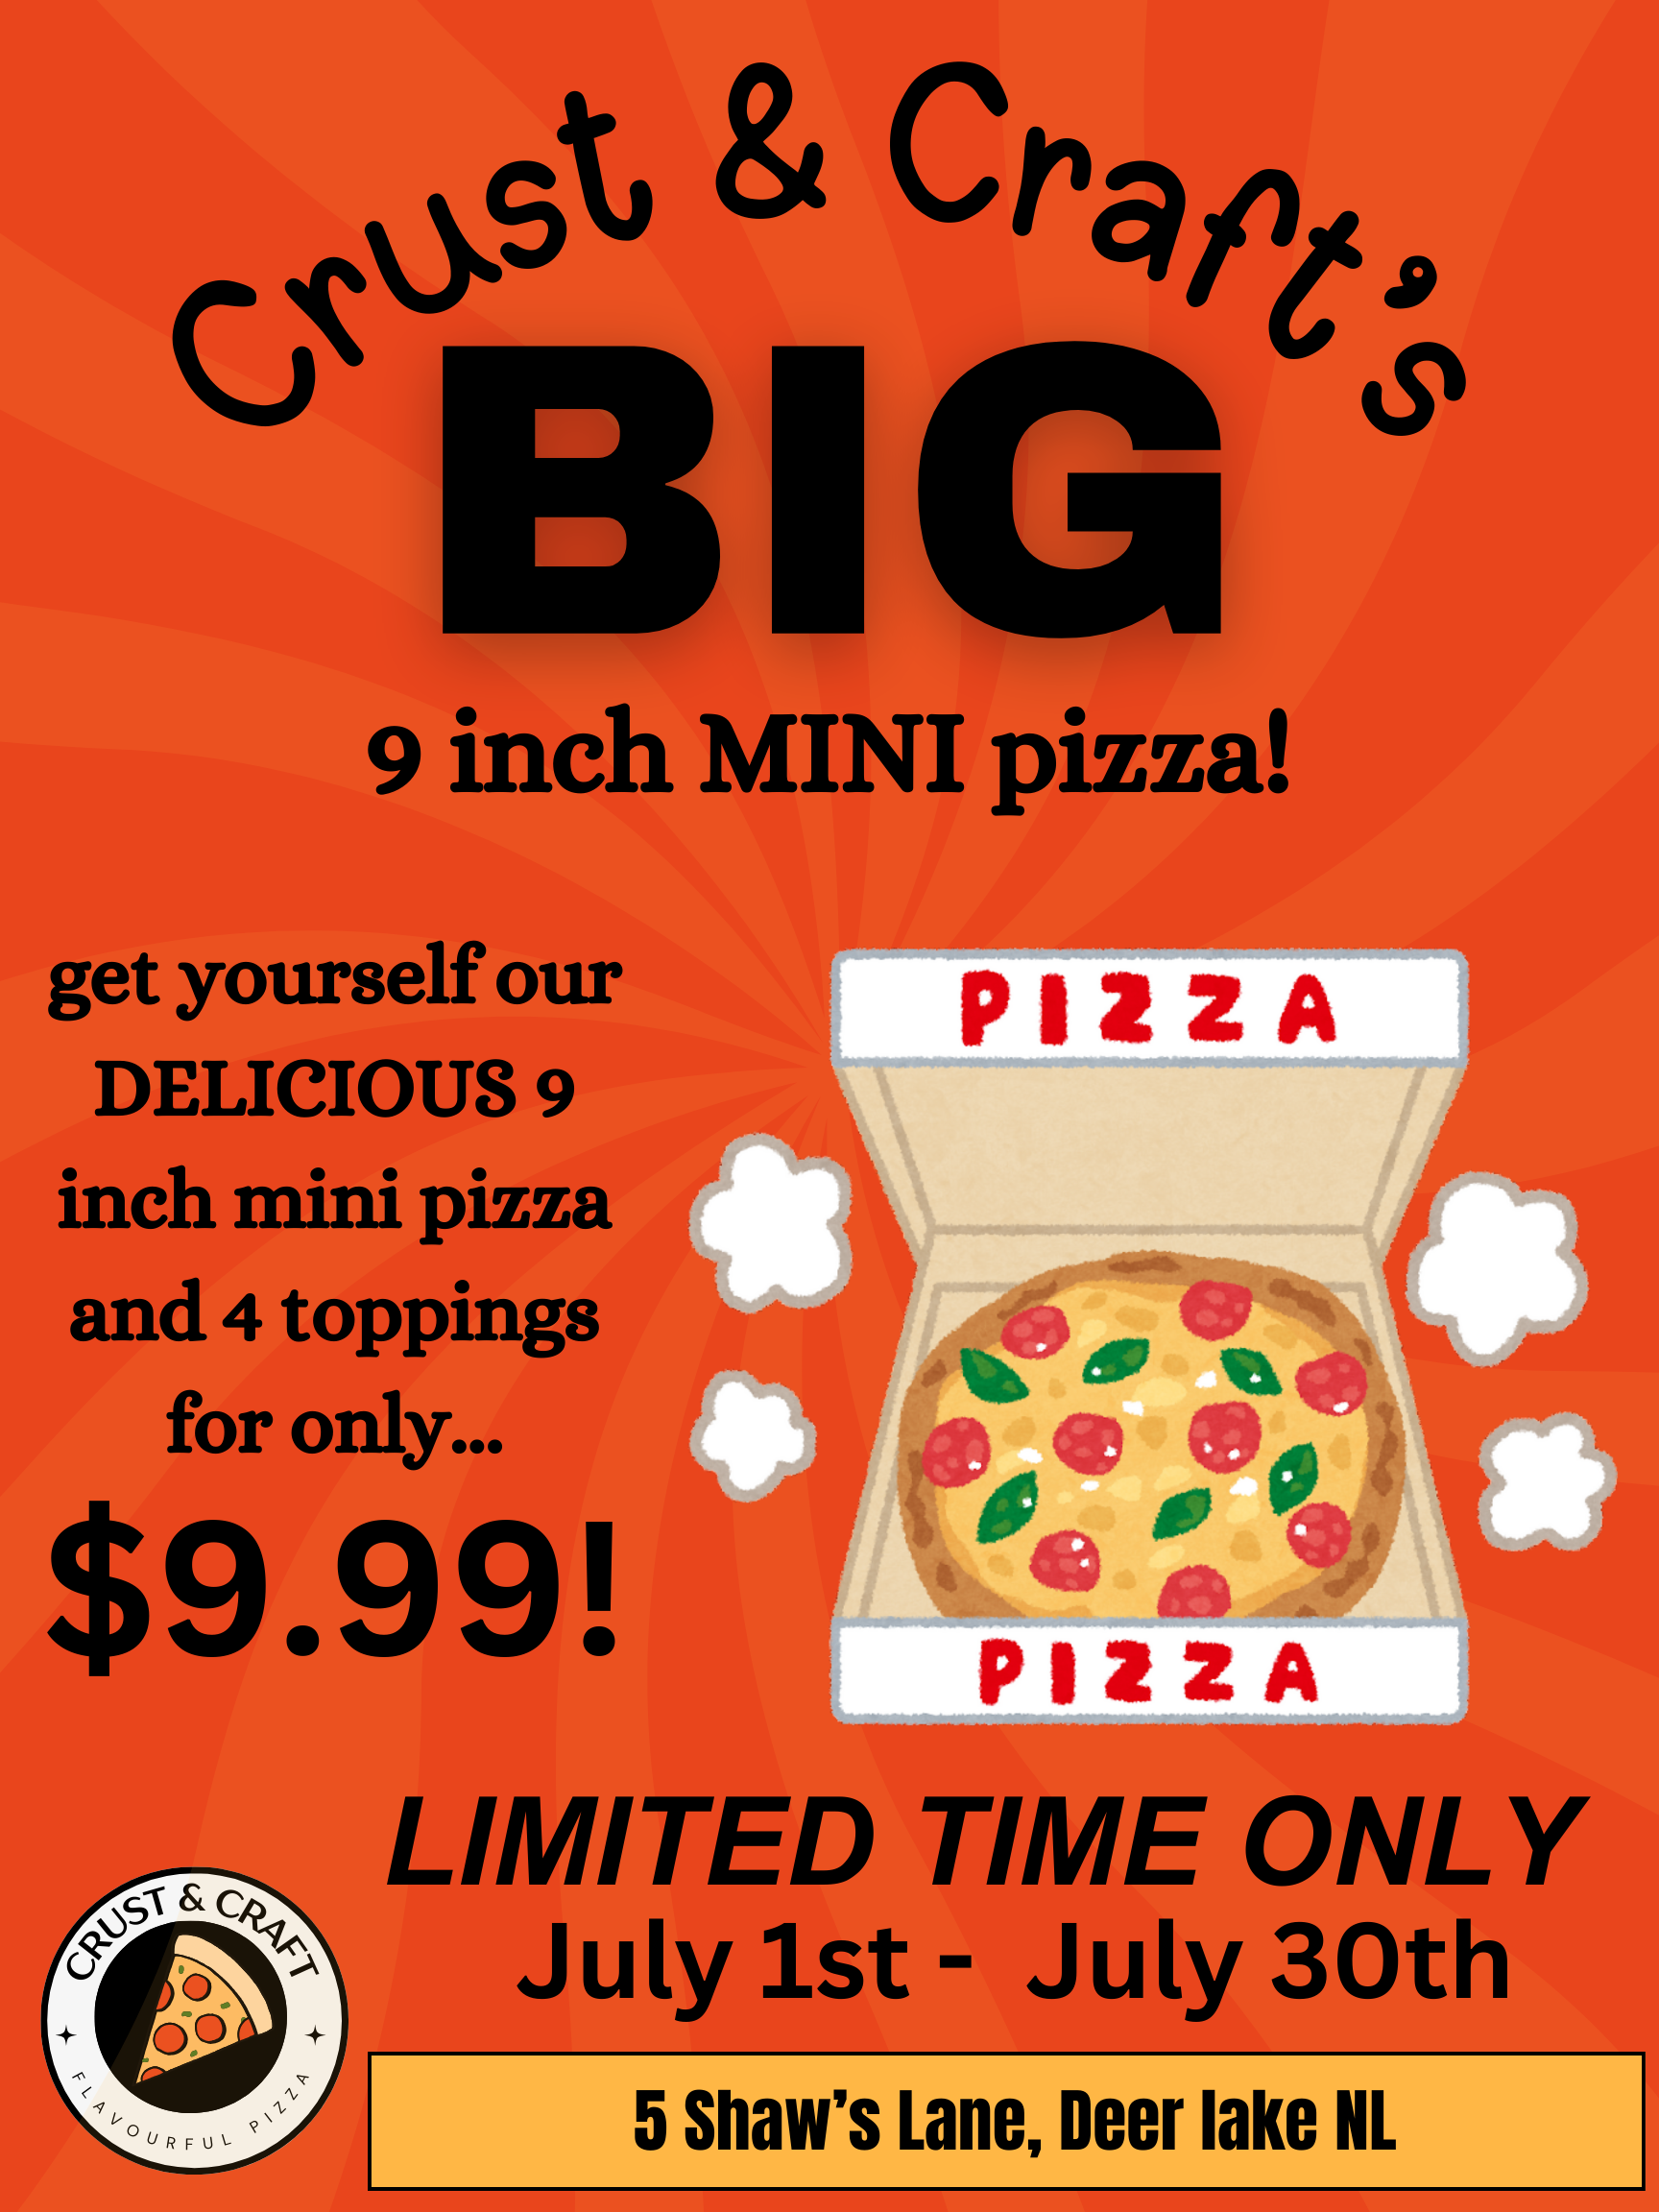 Crust & Craft's
BIG
9 inch MINI pizza!
get yourself our
DELICIOUS 9
inch mini pizza
and 4 toppings
for only...
$9.99!
PIZZA
PIZZA
LIMITED TIME ONLY
July 1st - July 30th
CRUST & CRAFT
FLAVOURFUL PIZZA
5 Shaw's Lane, Deer lake NL